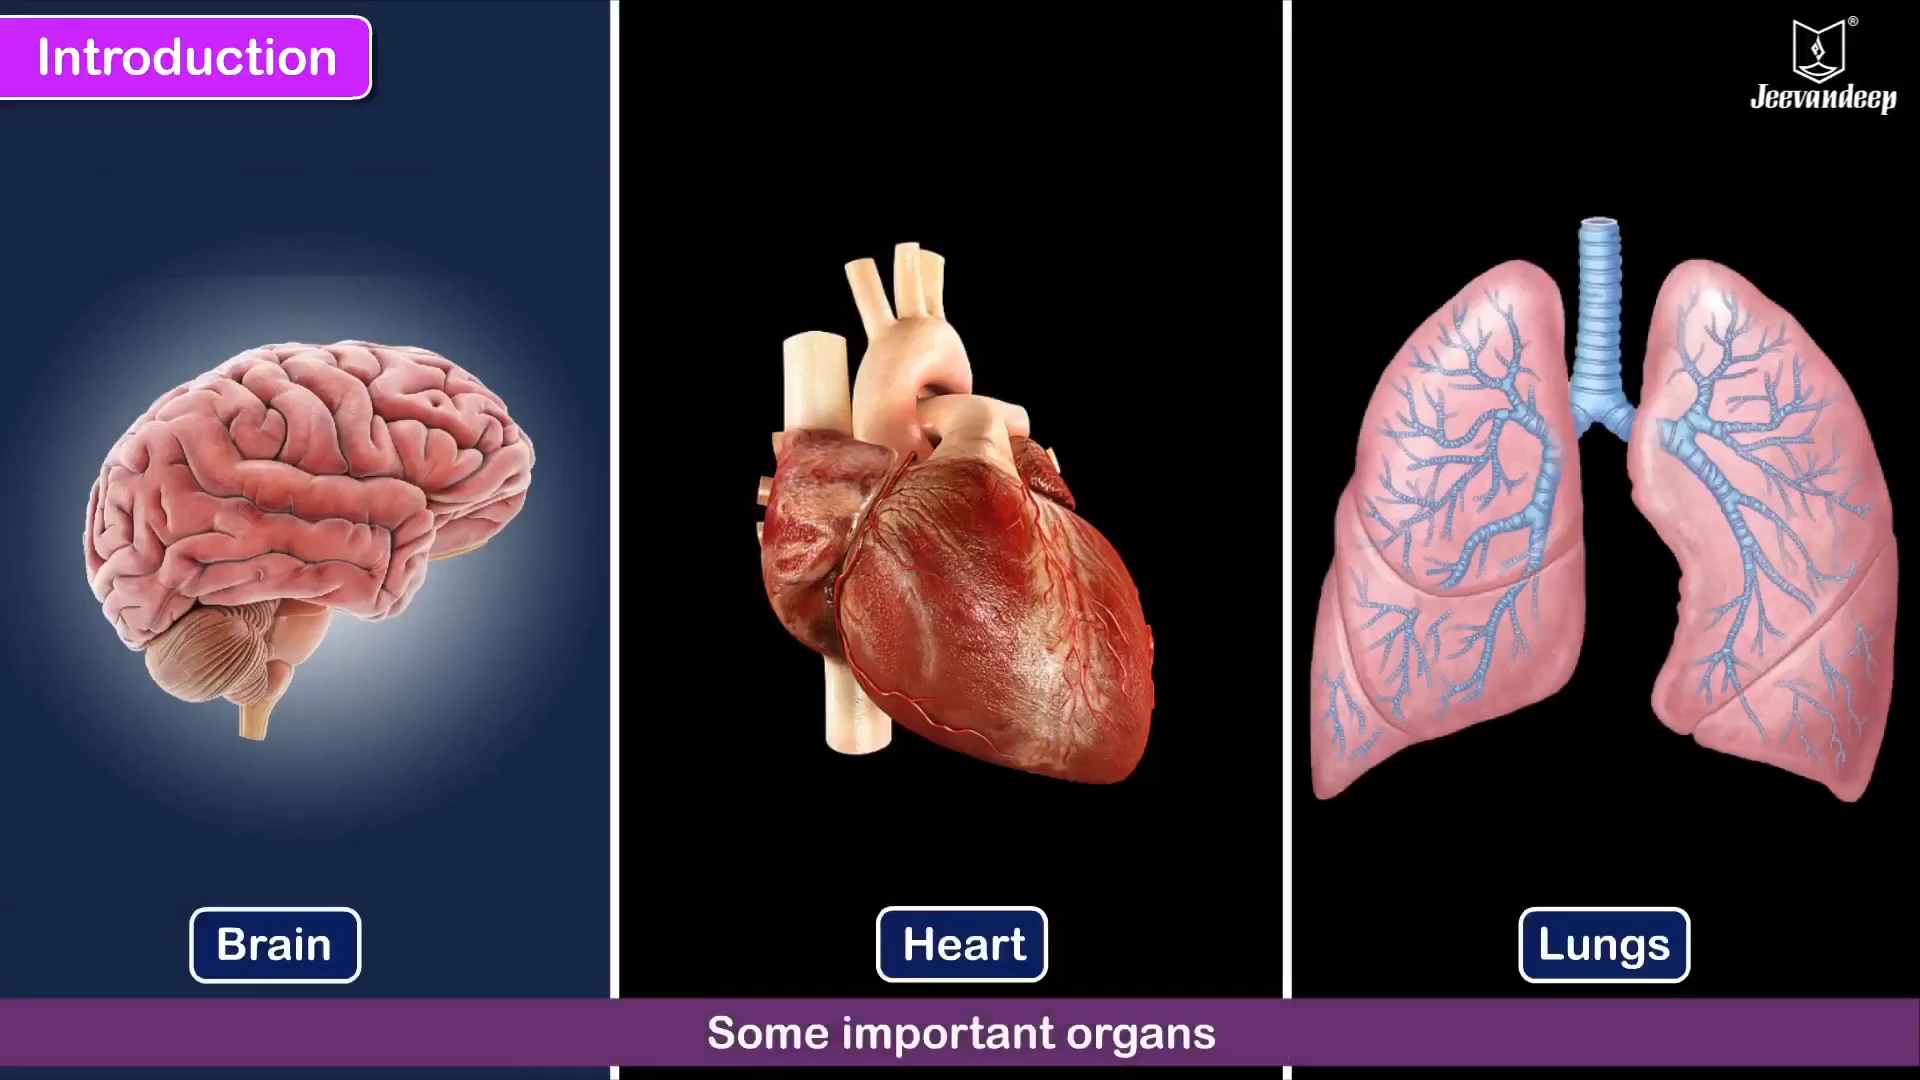 Introduction
®
Jeevandeep
Brain
Heart
Lungs
Some important organs